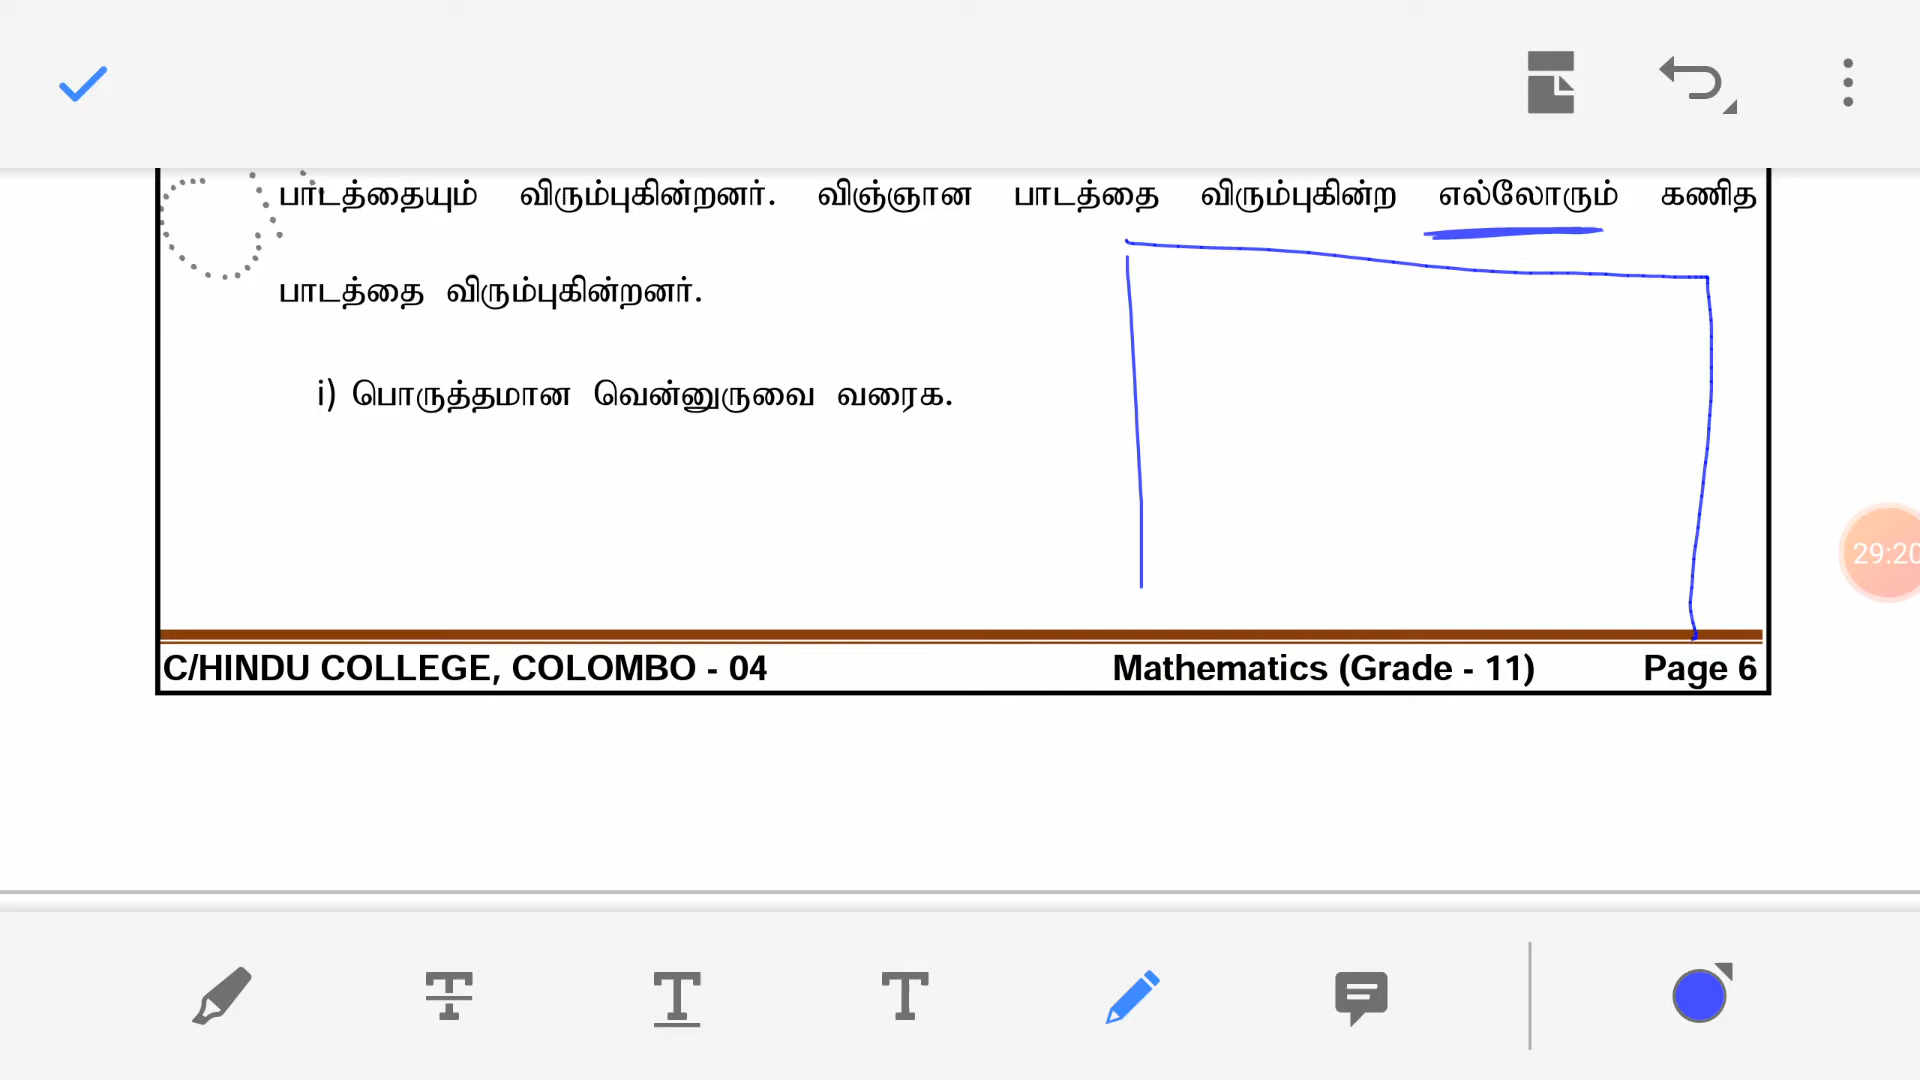 பாடத்தையும் விரும்புகின்றனர். விஞ்ஞான பாடத்தை விரும்புகின்ற எல்லோரும் கணித
பாடத்தை விரும்புகின்றனர்.
i) பொருத்தமான வென்னுருவை வரைக.
29:20
C/HINDU COLLEGE, COLOMBO - 04 Mathematics (Grade - 11) Page 6